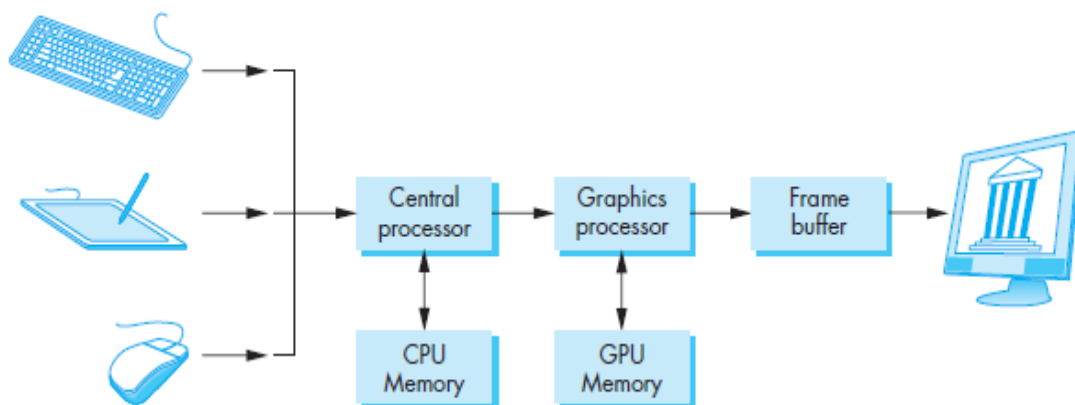 Central
processor
Graphics
processor
Frame
buffer
CPU
Memory
GPU
Memory